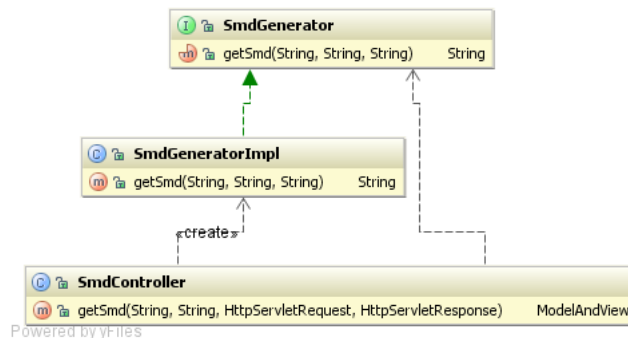 SmdGenerator
getSmd(String, String, String) String
SmdGeneratorImpl
getSmd(String, String, String) String
«create»
SmdController
getSmd(String, String, HttpServletRequest, HttpServletResponse) ModelAndView
Powered by yFiles